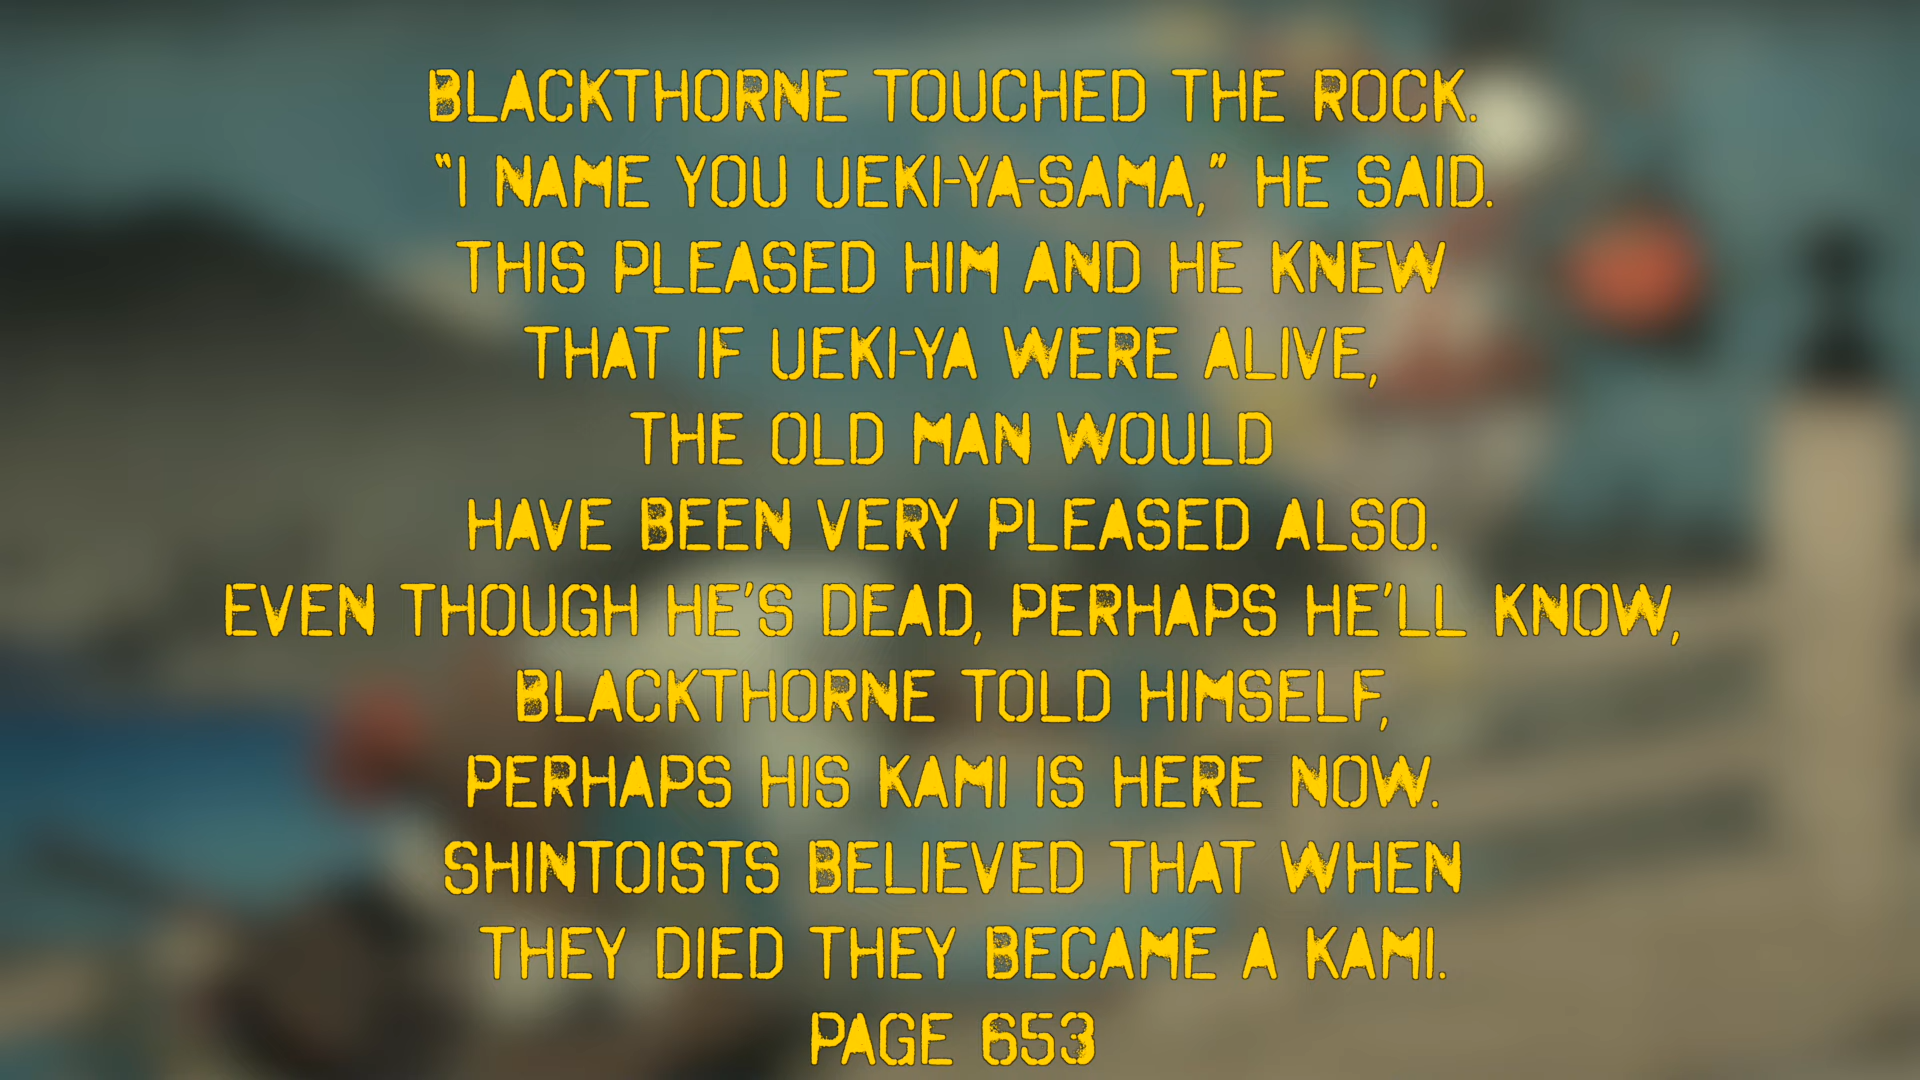 BLACKTHORNE TOUCHED THE ROCK.
“I NAME YOU UEKI-YA-SAMA,” HE SAID.
THIS PLEASED HIM AND HE KNEW
THAT IF UEKI-YA WERE ALIVE,
THE OLD MAN WOULD
HAVE BEEN VERY PLEASED ALSO.
EVEN THOUGH HE’S DEAD, PERHAPS HE’LL KNOW,
BLACKTHORNE TOLD HIMSELF,
PERHAPS HIS KAMI IS HERE NOW.
SHINTOISTS BELIEVED THAT WHEN
THEY DIED THEY BECAME A KAMI.
PAGE 653